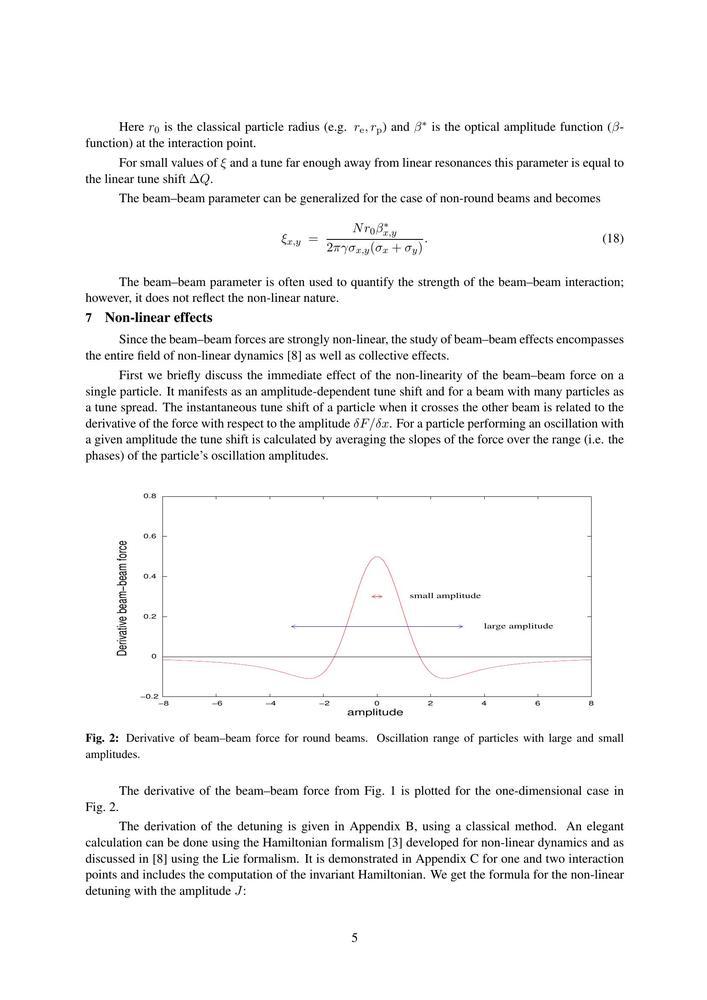 Here r₀ is the classical particle radius (e.g. rₑ, rₚ) and β* is the optical amplitude function (β-
function) at the interaction point.
For small values of ξ and a tune far enough away from linear resonances this parameter is equal to
the linear tune shift ΔQ.
The beam–beam parameter can be generalized for the case of non-round beams and becomes
ξ_{x,y} = \frac{N r_0 β^*_{x,y}}{2πγσ_{x,y}(σ_x + σ_y)}. (18)
The beam–beam parameter is often used to quantify the strength of the beam–beam interaction;
however, it does not reflect the non-linear nature.
7 Non-linear effects
Since the beam–beam forces are strongly non-linear, the study of beam–beam effects encompasses
the entire field of non-linear dynamics [8] as well as collective effects.
First we briefly discuss the immediate effect of the non-linearity of the beam–beam force on a
single particle. It manifests as an amplitude-dependent tune shift and for a beam with many particles as
a tune spread. The instantaneous tune shift of a particle when it crosses the other beam is related to the
derivative of the force with respect to the amplitude δF/δx. For a particle performing an oscillation with
a given amplitude the tune shift is calculated by averaging the slopes of the force over the range (i.e. the
phases) of the particle's oscillation amplitudes.
0.8
0.6
0.4
0.2
0
−0.2
Derivative beam–beam force
small amplitude
large amplitude
−8 −6 −4 −2 0 2 4 6 8
amplitude
Fig. 2: Derivative of beam–beam force for round beams. Oscillation range of particles with large and small
amplitudes.
The derivative of the beam–beam force from Fig. 1 is plotted for the one-dimensional case in
Fig. 2.
The derivation of the detuning is given in Appendix B, using a classical method. An elegant
calculation can be done using the Hamiltonian formalism [3] developed for non-linear dynamics and as
discussed in [8] using the Lie formalism. It is demonstrated in Appendix C for one and two interaction
points and includes the computation of the invariant Hamiltonian. We get the formula for the non-linear
detuning with the amplitude J:
5